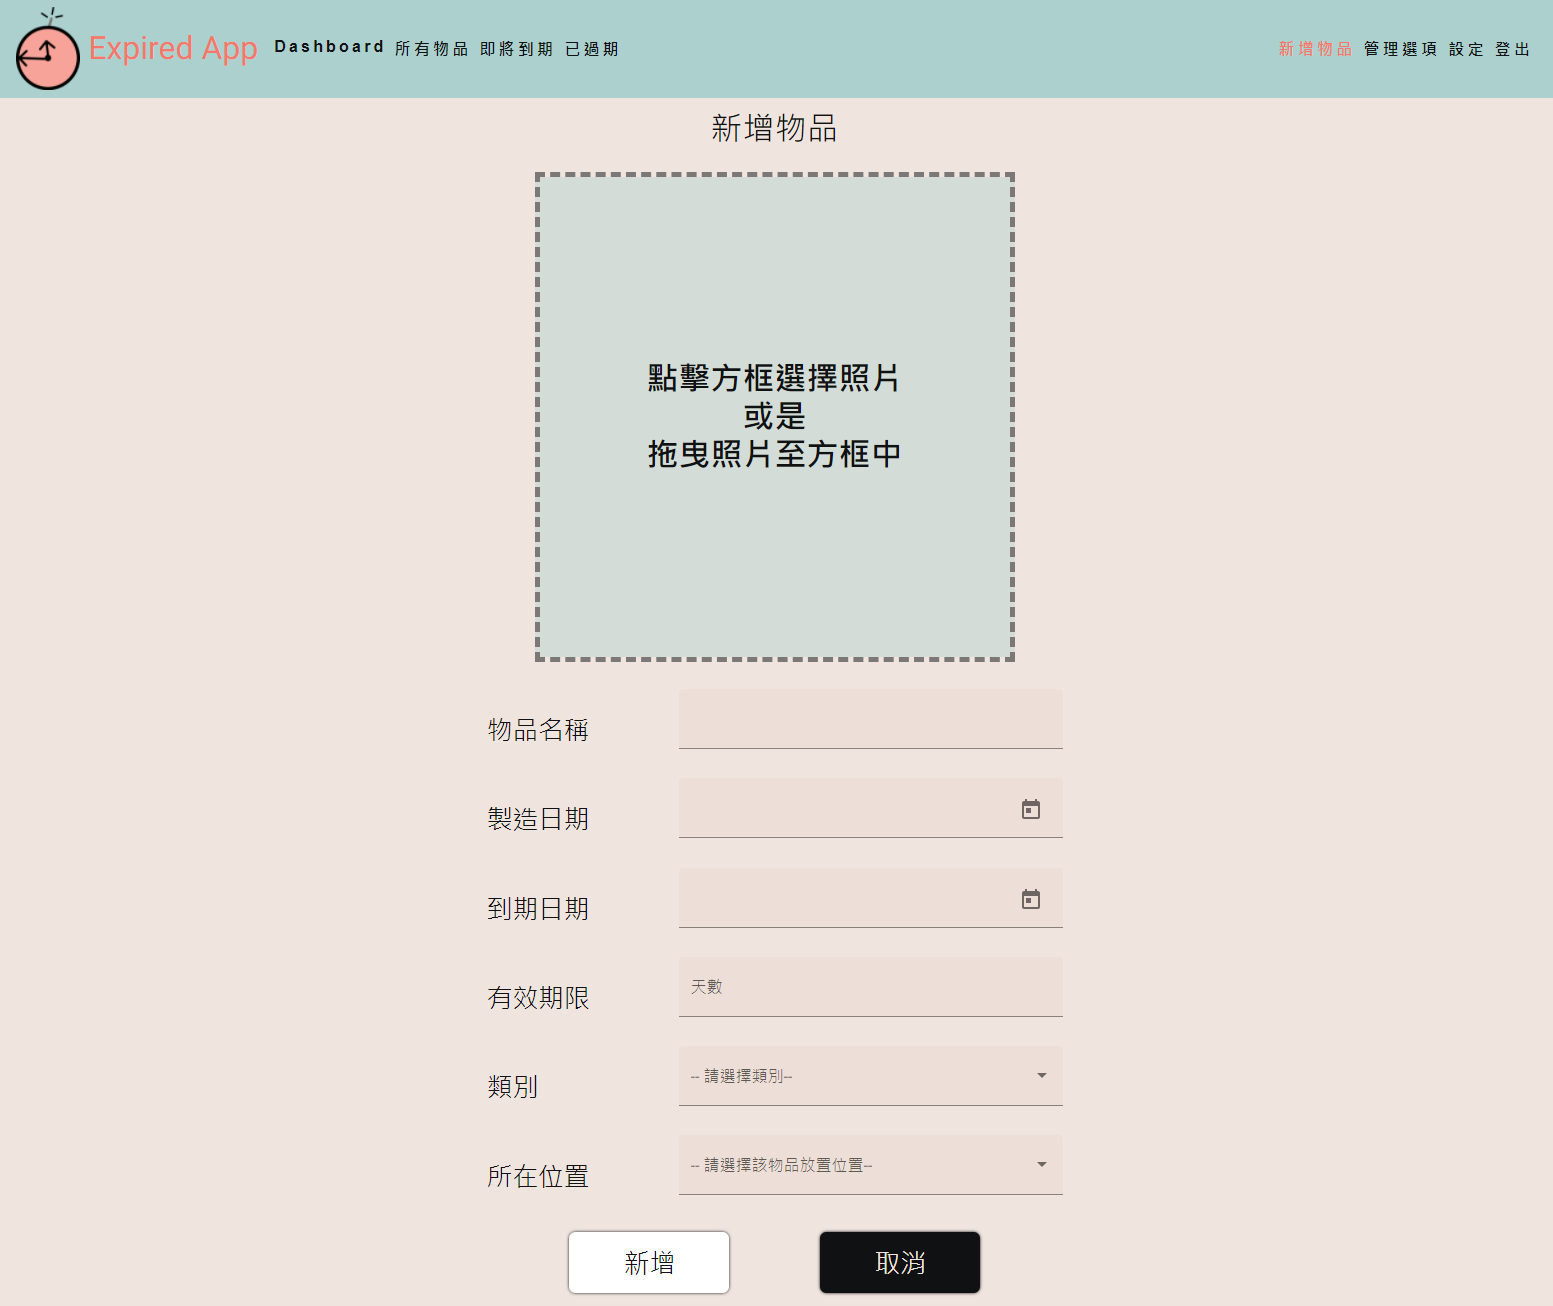 Expired App Dashboard 所有物品 即將到期 已過期 新增物品 管理選項 設定 登出
新增物品
點擊方框選擇照片
或是
拖曳照片至方框中
物品名稱
製造日期
到期日期
有效期限 天數
類別 -- 請選擇類別--
所在位置 -- 請選擇該物品放置位置--
新增 取消